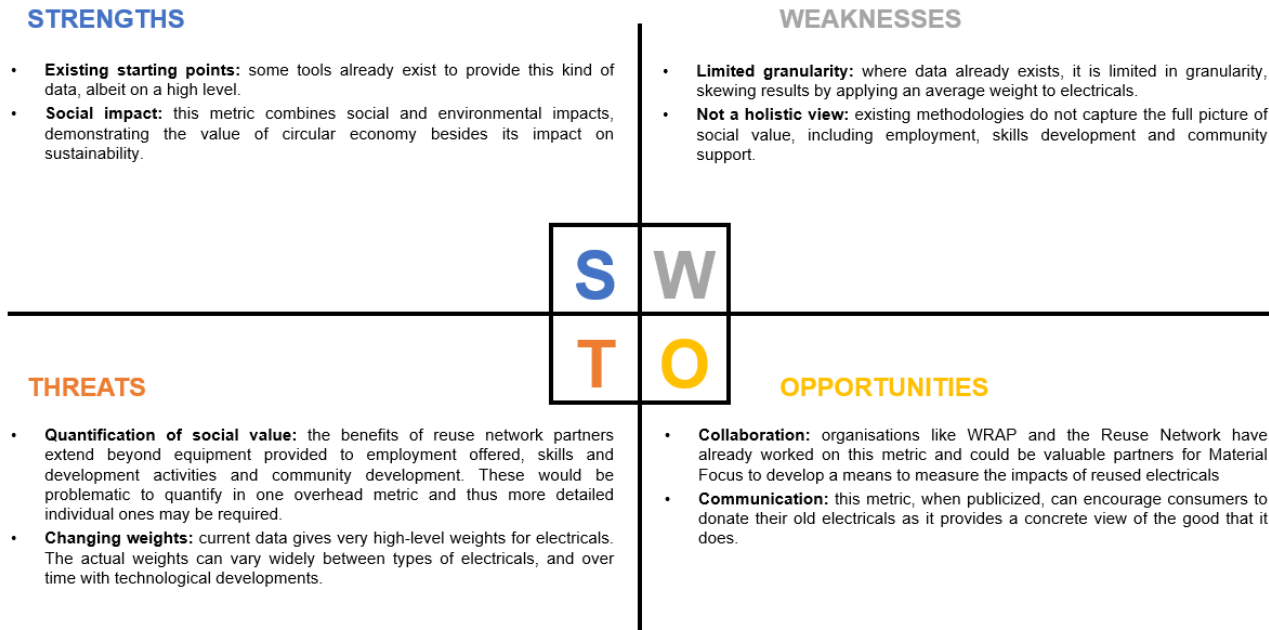 STRENGTHS
• Existing starting points: some tools already exist to provide this kind of
data, albeit on a high level.
• Social impact: this metric combines social and environmental impacts,
demonstrating the value of circular economy besides its impact on
sustainability.
WEAKNESSES
• Limited granularity: where data already exists, it is limited in granularity,
skewing results by applying an average weight to electricals.
• Not a holistic view: existing methodologies do not capture the full picture of
social value, including employment, skills development and community
support.
S W
T O
THREATS
• Quantification of social value: the benefits of reuse network partners
extend beyond equipment provided to employment offered, skills and
development activities and community development. These would be
problematic to quantify in one overhead metric and thus more detailed
individual ones may be required.
• Changing weights: current data gives very high-level weights for electricals.
The actual weights can vary widely between types of electricals, and over
time with technological developments.
OPPORTUNITIES
• Collaboration: organisations like WRAP and the Reuse Network have
already worked on this metric and could be valuable partners for Material
Focus to develop a means to measure the impacts of reused electricals
• Communication: this metric, when publicized, can encourage consumers to
donate their old electricals as it provides a concrete view of the good that it
does.